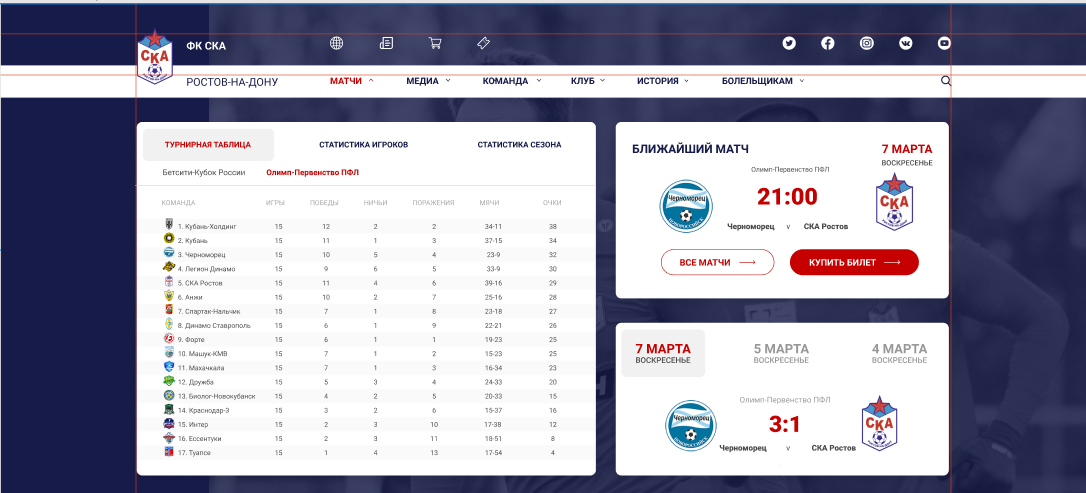 СКА
ФК СКА
РОСТОВ-НА-ДОНУ
МАТЧИ МЕДИА КОМАНДА КЛУБ ИСТОРИЯ БОЛЕЛЬЩИКАМ
ТУРНИРНАЯ ТАБЛИЦА СТАТИСТИКА ИГРОКОВ СТАТИСТИКА СЕЗОНА
Бетсити-Кубок России Олимп-Первенство ПФЛ
КОМАНДА ИГРЫ ПОБЕДЫ НИЧЬИ ПОРАЖЕНИЯ МЯЧИ ОЧКИ
1. Кубань-Холдинг 15 12 2 2 34-11 38
2. Кубань 15 11 1 3 37-15 34
3. Черноморец 15 10 5 4 23-9 32
4. Легион Динамо 15 9 6 5 33-9 30
5. СКА Ростов 15 11 4 6 39-16 29
6. Анжи 15 10 2 7 25-16 28
7. Спартак-Нальчик 15 7 1 8 23-18 27
8. Динамо Ставрополь 15 6 1 9 22-21 26
9. Форте 15 6 1 1 19-23 25
10. Машук-КМВ 15 7 1 2 15-23 25
11. Махачкала 15 7 1 3 16-34 23
12. Дружба 15 5 3 4 24-33 20
13. Биолог-Новокубанск 15 4 2 5 20-33 15
14. Краснодар-3 15 3 2 6 15-37 16
15. Интер 15 2 3 10 17-38 12
16. Ессентуки 15 2 3 11 18-51 8
17. Туапсе 15 1 4 13 17-54 4
БЛИЖАЙШИЙ МАТЧ 7 МАРТА
ВОСКРЕСЕНЬЕ
Олимп-Первенство ПФЛ
Черноморец 21:00 СКА
Черноморец v СКА Ростов
ВСЕ МАТЧИ КУПИТЬ БИЛЕТ
7 МАРТА 5 МАРТА 4 МАРТА
ВОСКРЕСЕНЬЕ ВОСКРЕСЕНЬЕ ВОСКРЕСЕНЬЕ
Олимп-Первенство ПФЛ
Черноморец 3:1 СКА
Черноморец v СКА Ростов